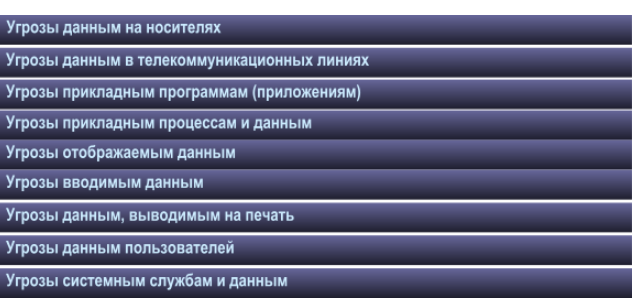 Угрозы данным на носителях
Угрозы данным в телекоммуникационных линиях
Угрозы прикладным программам (приложениям)
Угрозы прикладным процессам и данным
Угрозы отображаемым данным
Угрозы вводимым данным
Угрозы данным, выводимым на печать
Угрозы данным пользователей
Угрозы системным службам и данным